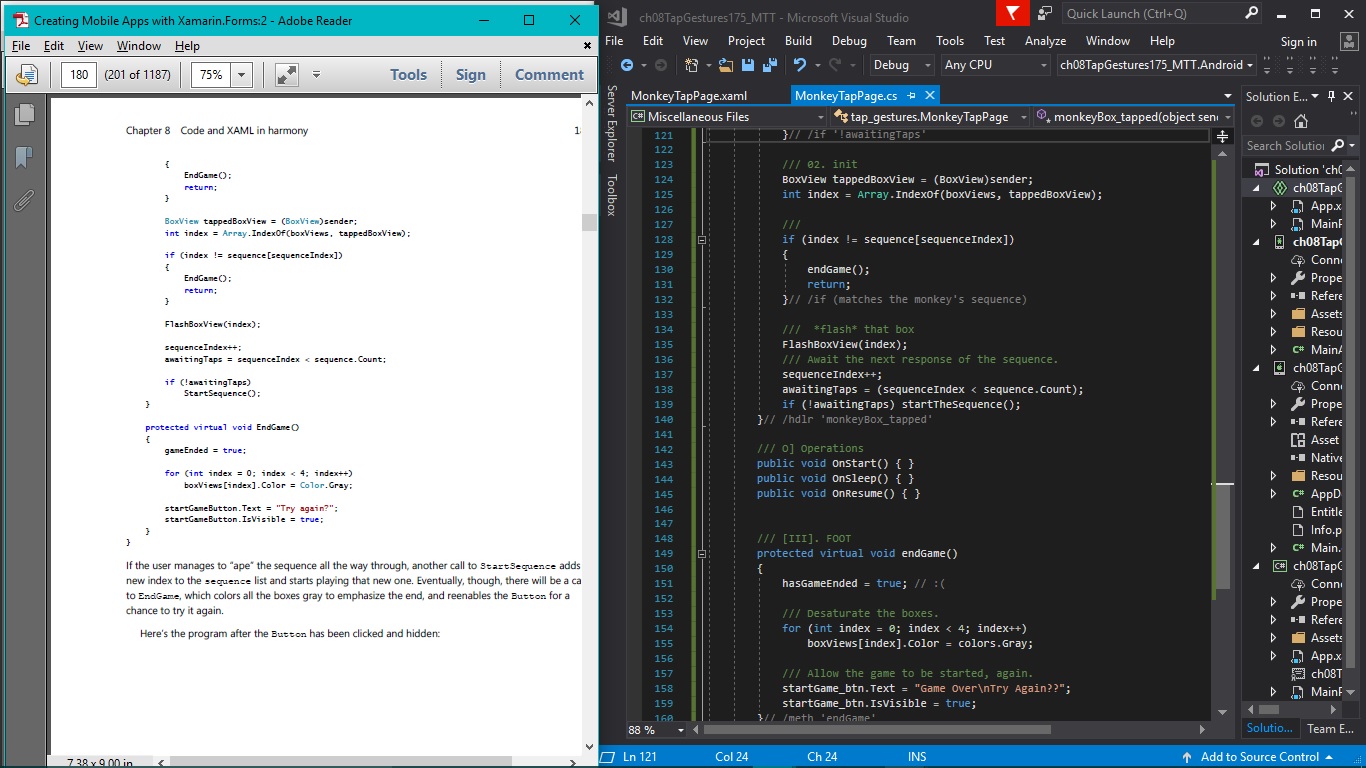 Creating Mobile Apps with Xamarin.Forms:2 - Adobe Reader
File Edit View Window Help
180 (201 of 1187) 75% Tools Sign Comment
Chapter 8 Code and XAML in harmony
{
EndGame();
return;
}
BoxView tappedBoxView = (BoxView)sender;
int index = Array.IndexOf(boxViews, tappedBoxView);
if (index != sequence[sequenceIndex])
{
EndGame();
return;
}
FlashBoxView(index);
sequenceIndex++;
awaitingTaps = sequenceIndex < sequence.Count;
if (!awaitingTaps)
StartSequence();
}
protected virtual void EndGame()
{
gameEnded = true;
for (int index = 0; index < 4; index++)
boxViews[index].Color = Color.Gray;
startGameButton.Text = "Try again?";
startGameButton.IsVisible = true;
}
}
If the user manages to “ape” the sequence all the way through, another call to StartSequence adds
new index to the sequence list and starts playing that new one. Eventually, though, there will be a ca
to EndGame, which colors all the boxes gray to emphasize the end, and reenables the Button for a
chance to try it again.
Here’s the program after the Button has been clicked and hidden:
7.38 x 9.00 in
ch08TapGestures175_MTT - Microsoft Visual Studio
Quick Launch (Ctrl+Q)
File Edit View Project Build Debug Team Tools Test Analyze Window Help Sign in
Debug Any CPU ch08TapGestures175_MTT.Android
Server Explorer
Toolbox
MonkeyTapPage.xaml MonkeyTapPage.cs
Miscellaneous Files tap_gestures.MonkeyTapPage monkeyBox_tapped(object sen
121 }// /if '!awaitingTaps'
122
123 /// 02. init
124 BoxView tappedBoxView = (BoxView)sender;
125 int index = Array.IndexOf(boxViews, tappedBoxView);
126
127 ///
128 if (index != sequence[sequenceIndex])
129 {
130 endGame();
131 return;
132 }// /if (matches the monkey's sequence)
133
134 /// *flash* that box
135 FlashBoxView(index);
136 /// Await the next response of the sequence.
137 sequenceIndex++;
138 awaitingTaps = (sequenceIndex < sequence.Count);
139 if (!awaitingTaps) startTheSequence();
140 }// /hdlr 'monkeyBox_tapped'
141
142 /// O] Operations
143 public void OnStart() { }
144 public void OnSleep() { }
145 public void OnResume() { }
146
147
148 /// [III]. FOOT
149 protected virtual void endGame()
150 {
151 hasGameEnded = true; // :(
152
153 /// Desaturate the boxes.
154 for (int index = 0; index < 4; index++)
155 boxViews[index].Color = colors.Gray;
156
157 /// Allow the game to be started, again.
158 startGame_btn.Text = "Game Over\nTry Again??";
159 startGame_btn.IsVisible = true;
160 }// /meth 'endGame'
88 %
Ln 121 Col 24 Ch 24 INS Add to Source Control
Solution E...
Search Solution
Solution 'ch0
ch08TapG
App.x
MainP
ch08TapG
Conne
Prope
Refere
Assets
Resou
MainA
ch08TapG
Conne
Prope
Refere
Asset
Native
Resou
AppD
Entitle
Info.p
Main.
ch08TapG
Conne
Prope
Refere
Assets
App.x
ch08T
MainP
Solutio... Team E...